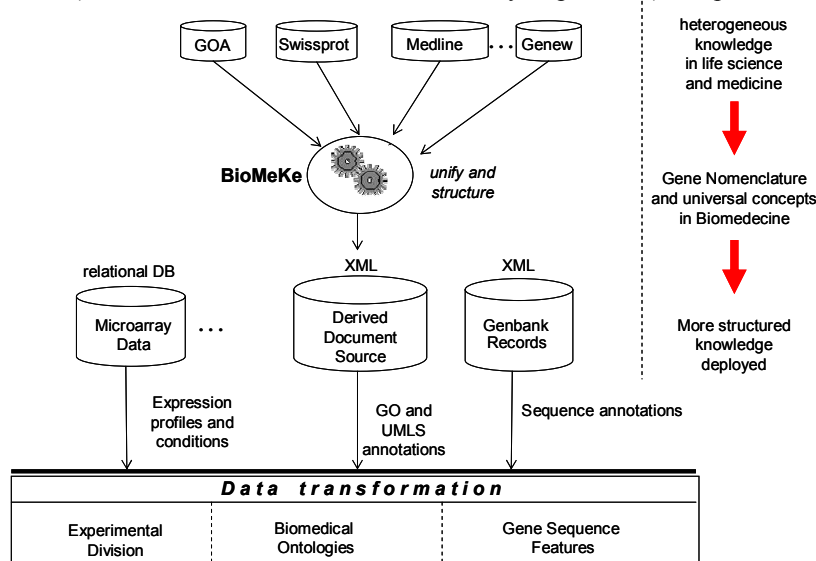 GOA
Swissprot
Medline
...
Genew
BioMeKe
unify and
structure
heterogeneous
knowledge
in life science
and medicine
Gene Nomenclature
and universal concepts
in Biomedecine
More structured
knowledge
deployed
relational DB
Microarray
Data
...
XML
Derived
Document
Source
XML
Genbank
Records
Expression
profiles and
conditions
GO and
UMLS
annotations
Sequence annotations
Data transformation
Experimental
Division
Biomedical
Ontologies
Gene Sequence
Features